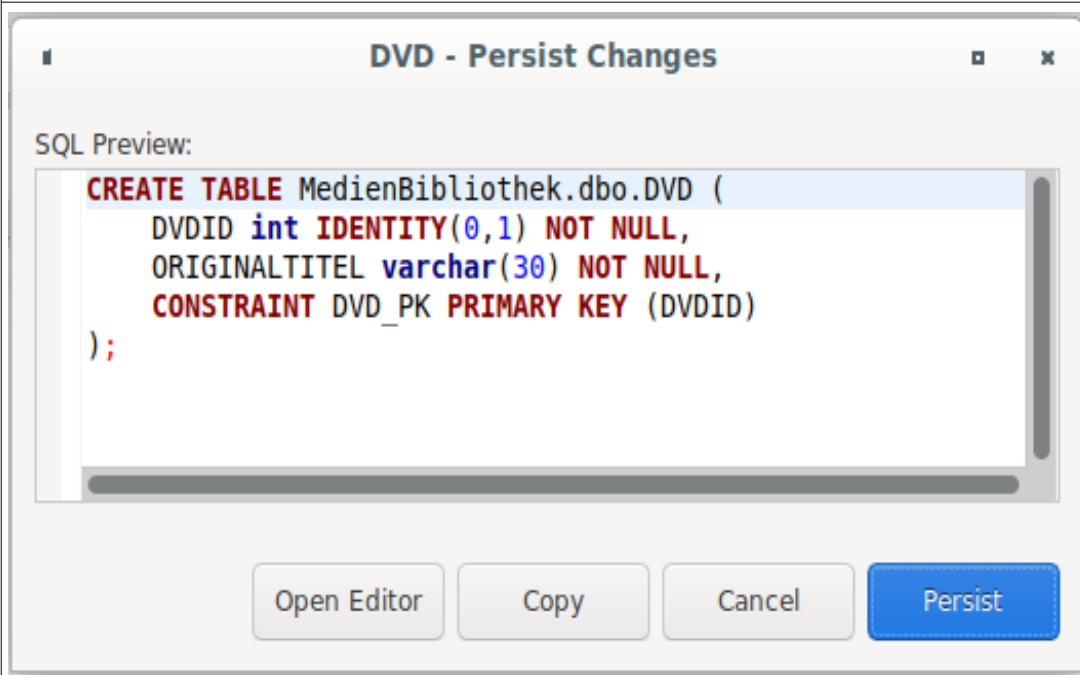 DVD - Persist Changes
SQL Preview:
CREATE TABLE MedienBibliothek.dbo.DVD (
    DVDID int IDENTITY(0,1) NOT NULL,
    ORIGINALTITEL varchar(30) NOT NULL,
    CONSTRAINT DVD_PK PRIMARY KEY (DVDID)
);
Open Editor Copy Cancel Persist